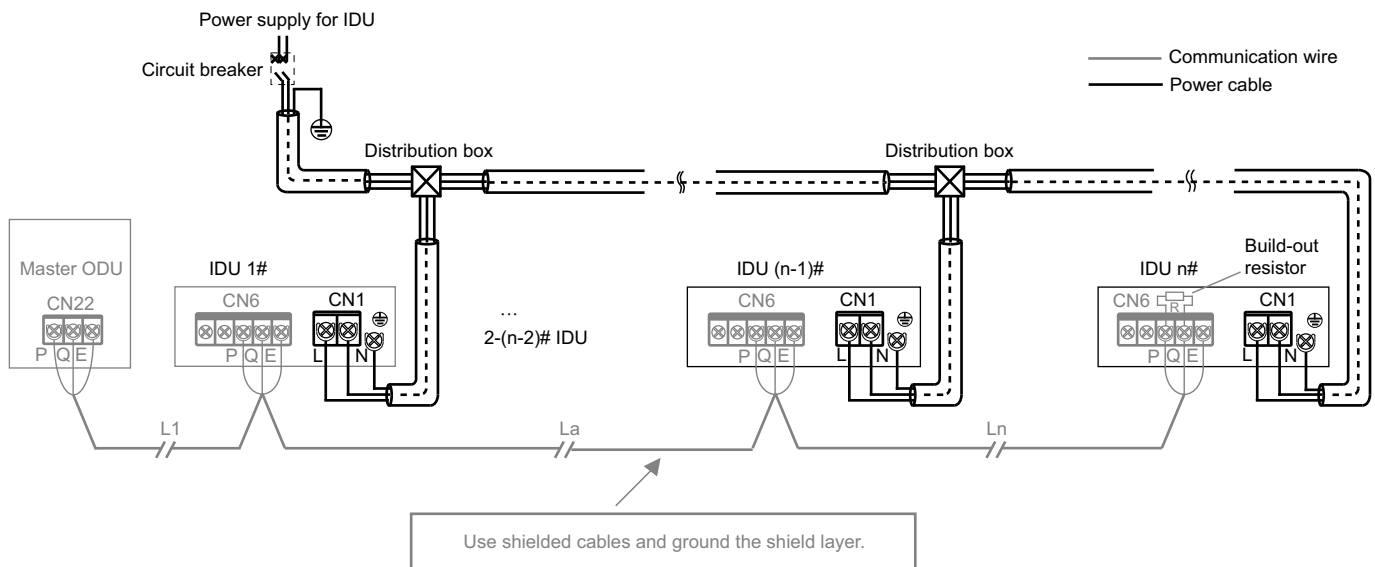 Power supply for IDU
Circuit breaker
Communication wire
Power cable
Distribution box
Distribution box
Master ODU
CN22
P Q E
IDU 1#
CN6
CN1
P Q E
L N
...
2-(n-2)# IDU
IDU (n-1)#
CN6
CN1
P Q E
L N
IDU n#
Build-out
resistor
CN6
R
CN1
P Q E
L N
L1
La
Ln
Use shielded cables and ground the shield layer.